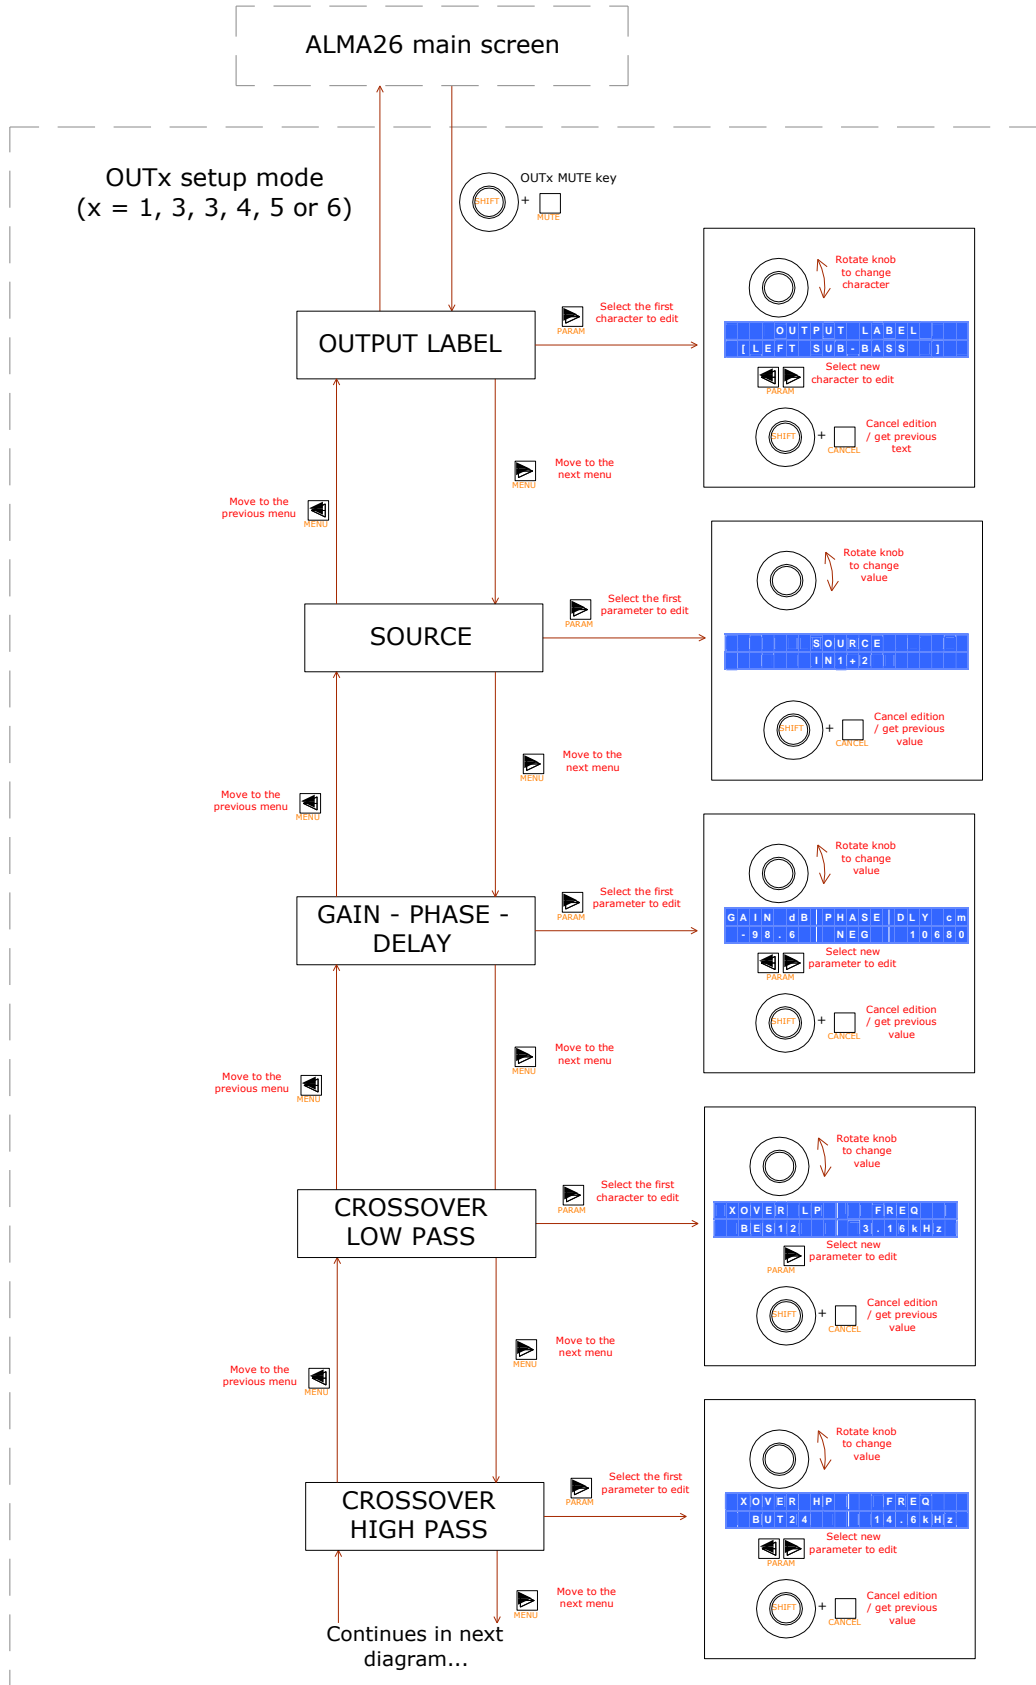 ALMA26 main screen
OUTx setup mode
(x = 1, 3, 3, 4, 5 or 6)
OUTx MUTE key
SHIFT
+
MUTE
OUTPUT LABEL
Select the first
character to edit
PARAM
Rotate knob
to change
character
OUTPUT LABEL
[LEFT SUB-BASS ]
Select new
character to edit
PARAM
SHIFT
+
CANCEL
Cancel edition
/ get previous
text
Move to the
next menu
MENU
Move to the
previous menu
MENU
SOURCE
Select the first
parameter to edit
PARAM
Rotate knob
to change
value
SOURCE
IN1+2
SHIFT
+
CANCEL
Cancel edition
/ get previous
value
Move to the
next menu
MENU
Move to the
previous menu
MENU
GAIN - PHASE -
DELAY
Select the first
parameter to edit
PARAM
Rotate knob
to change
value
GAIN dB|PHASE|DLY cm
-98.6 | NEG | 10680
Select new
parameter to edit
PARAM
SHIFT
+
CANCEL
Cancel edition
/ get previous
value
Move to the
next menu
MENU
Move to the
previous menu
MENU
CROSSOVER
LOW PASS
Select the first
character to edit
PARAM
Rotate knob
to change
value
XOVER LP | FREQ
BES12 | 3.16kHz
Select new
parameter to edit
PARAM
SHIFT
+
CANCEL
Cancel edition
/ get previous
value
Move to the
next menu
MENU
Move to the
previous menu
MENU
CROSSOVER
HIGH PASS
Select the first
parameter to edit
PARAM
Rotate knob
to change
value
XOVER HP | FREQ
BUT24 | 14.6kHz
Select new
parameter to edit
PARAM
SHIFT
+
CANCEL
Cancel edition
/ get previous
value
Move to the
next menu
MENU
Continues in next
diagram...